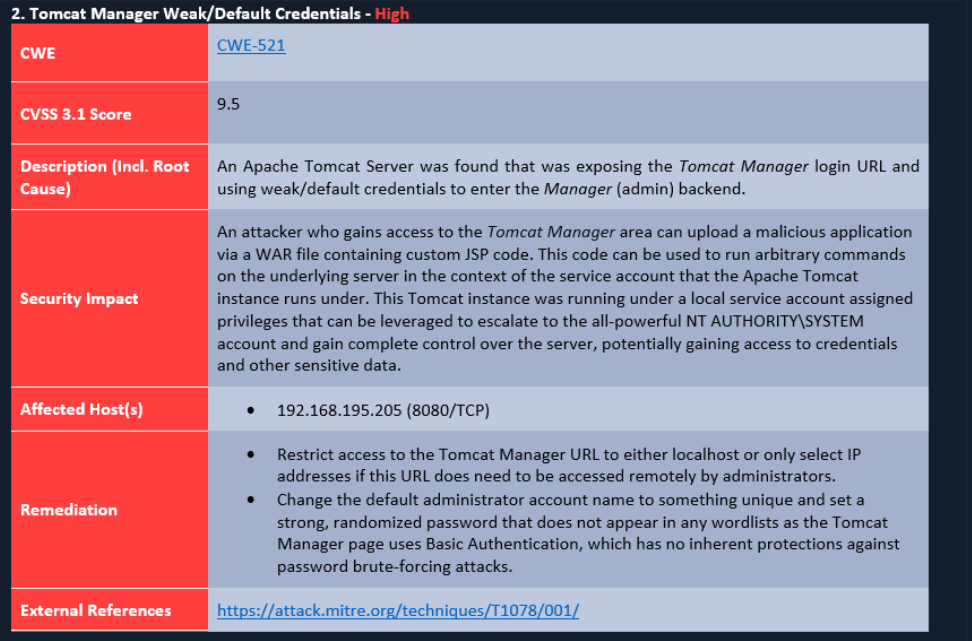 2. Tomcat Manager Weak/Default Credentials - High
CWE
CWE-521
CVSS 3.1 Score
9.5
Description (Incl. Root
Cause)
An Apache Tomcat Server was found that was exposing the Tomcat Manager login URL and
using weak/default credentials to enter the Manager (admin) backend.
Security Impact
An attacker who gains access to the Tomcat Manager area can upload a malicious application
via a WAR file containing custom JSP code. This code can be used to run arbitrary commands
on the underlying server in the context of the service account that the Apache Tomcat
instance runs under. This Tomcat instance was running under a local service account assigned
privileges that can be leveraged to escalate to the all-powerful NT AUTHORITY\SYSTEM
account and gain complete control over the server, potentially gaining access to credentials
and other sensitive data.
Affected Host(s)
• 192.168.195.205 (8080/TCP)
Remediation
• Restrict access to the Tomcat Manager URL to either localhost or only select IP
addresses if this URL does need to be accessed remotely by administrators.
• Change the default administrator account name to something unique and set a
strong, randomized password that does not appear in any wordlists as the Tomcat
Manager page uses Basic Authentication, which has no inherent protections against
password brute-forcing attacks.
External References
https://attack.mitre.org/techniques/T1078/001/